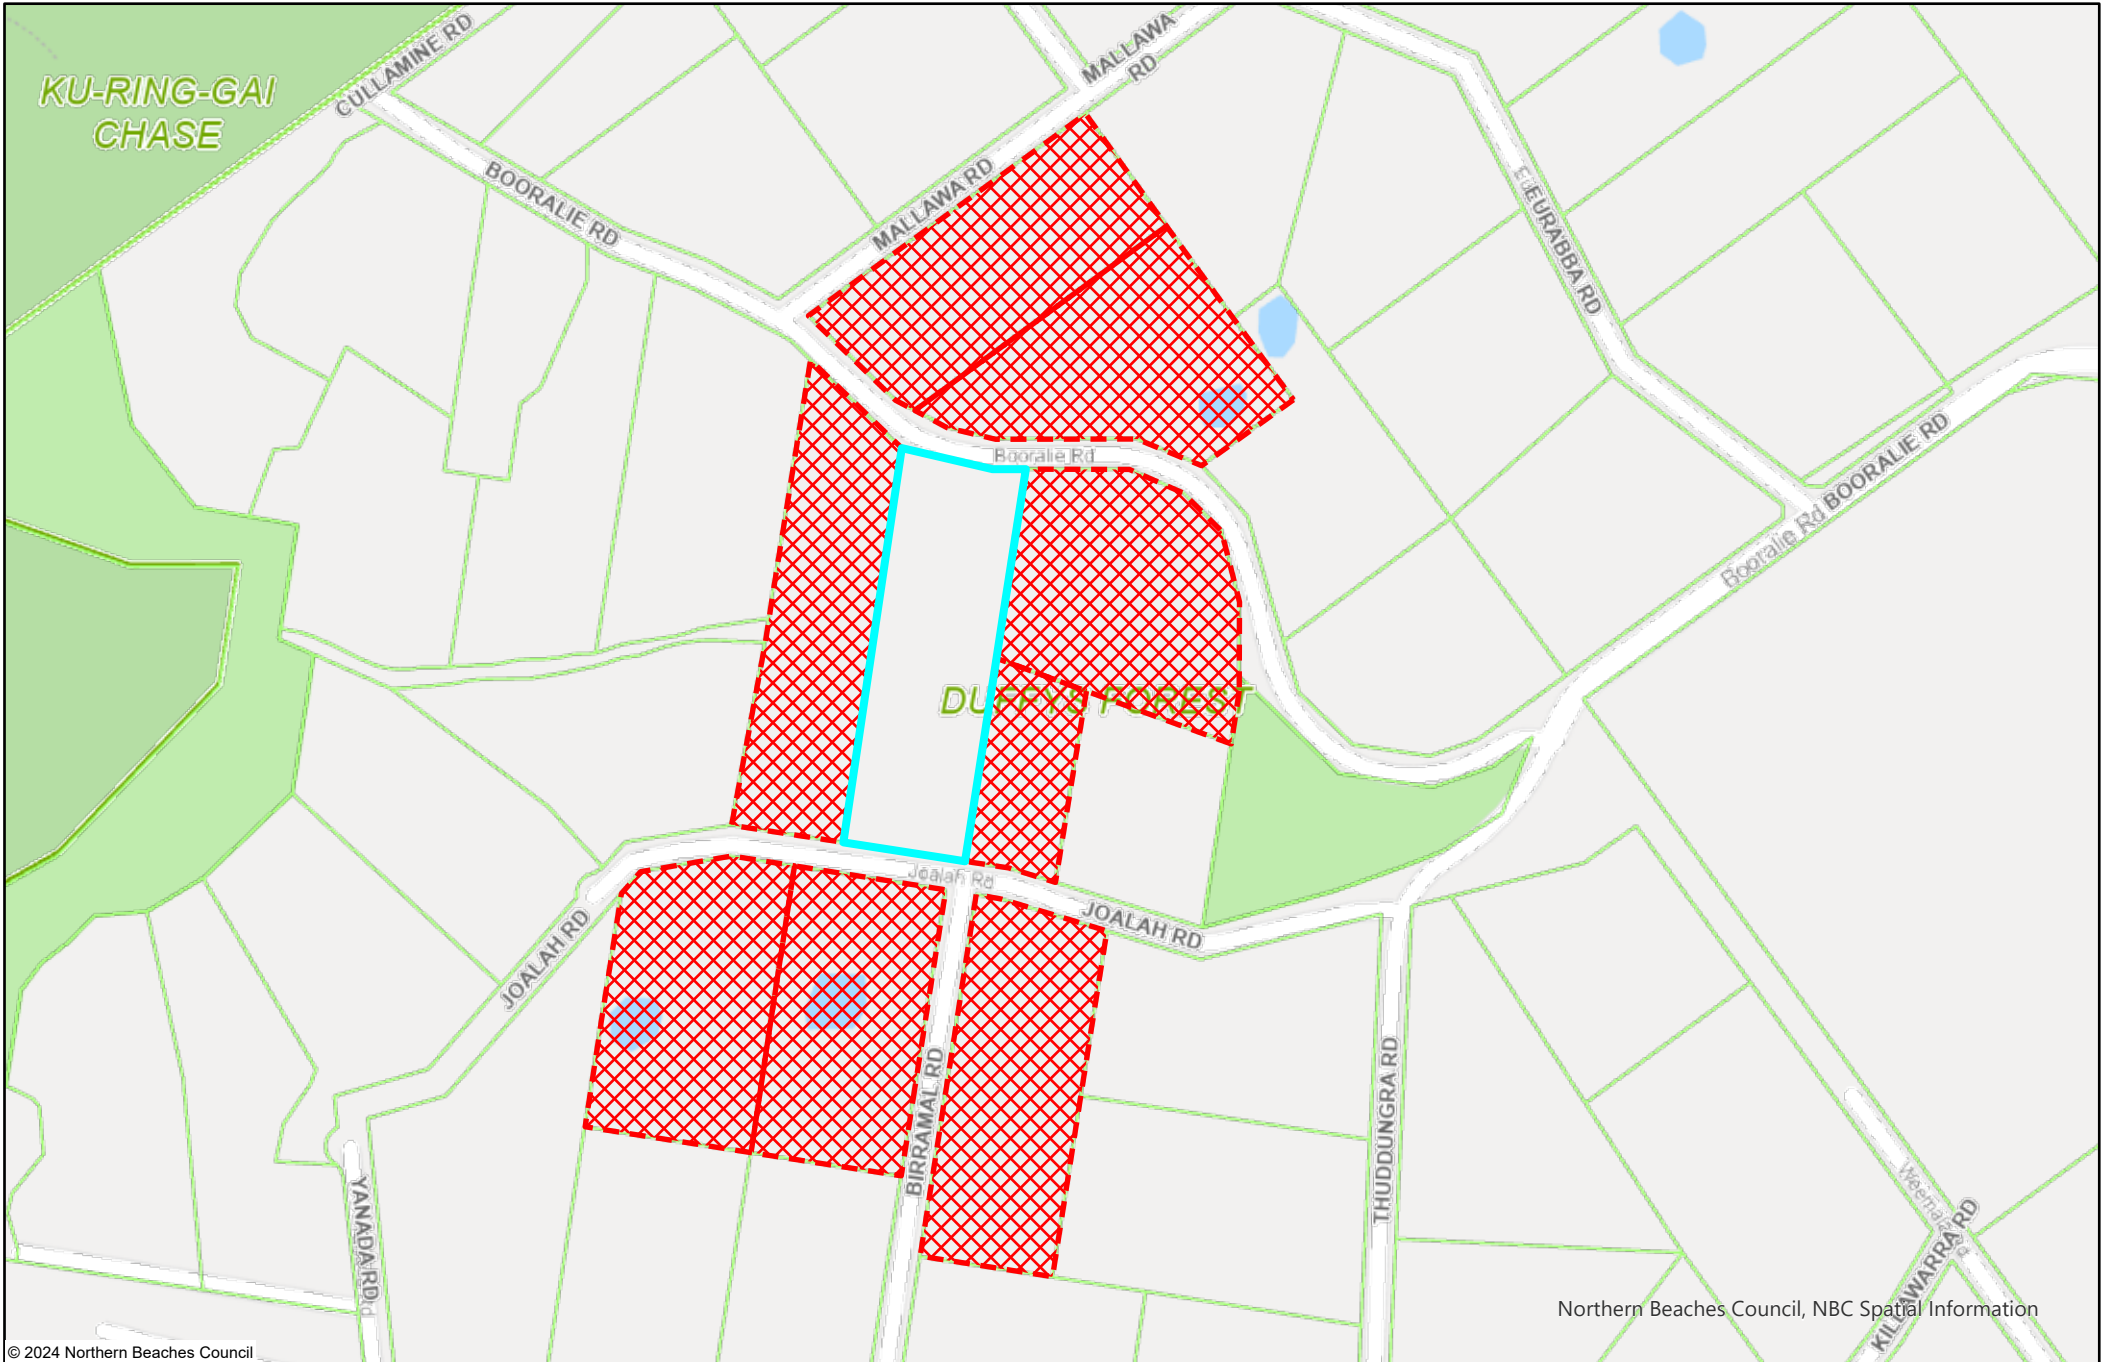 KU-RING-GAI
CHASE
CULLAMINE RD
BOORALIE RD
MALLAWA
RD
MALLAWA RD
EURABBA RD
Booralie Rd
BOORALIE RD
Booralie Rd
DUFFYS FOREST
Joalah Rd
JOALAH RD
JOALAH RD
BIRRAMAL RD
THUDDUNGRA RD
YANADA RD
KILLAWARRA RD
Northern Beaches Council, NBC Spatial Information
© 2024 Northern Beaches Council